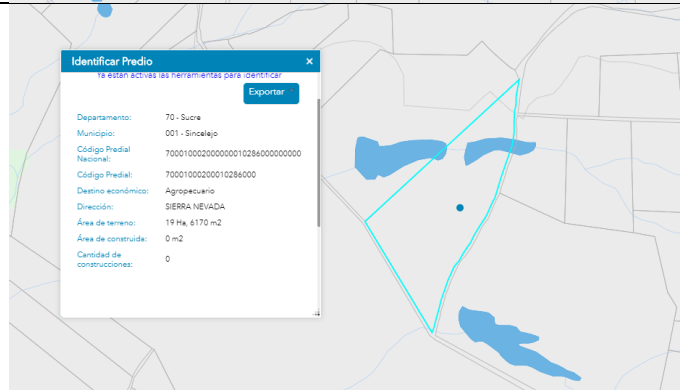 Identificar Predio ×
Ya están activas las herramientas para identificar
Exportar
Departamento: 70 - Sucre
Municipio: 001 - Sincelejo
Código Predial Nacional: 700010002000000010286000000000
Código Predial: 70001000200010286000
Destino económico: Agropecuario
Dirección: SIERRA NEVADA
Área de terreno: 19 Ha, 6170 m2
Área de construida: 0 m2
Cantidad de construcciones: 0